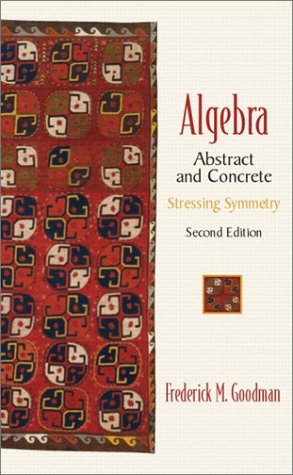 Algebra
Abstract
and Concrete
Stressing Symmetry
Second Edition
Frederick M. Goodman